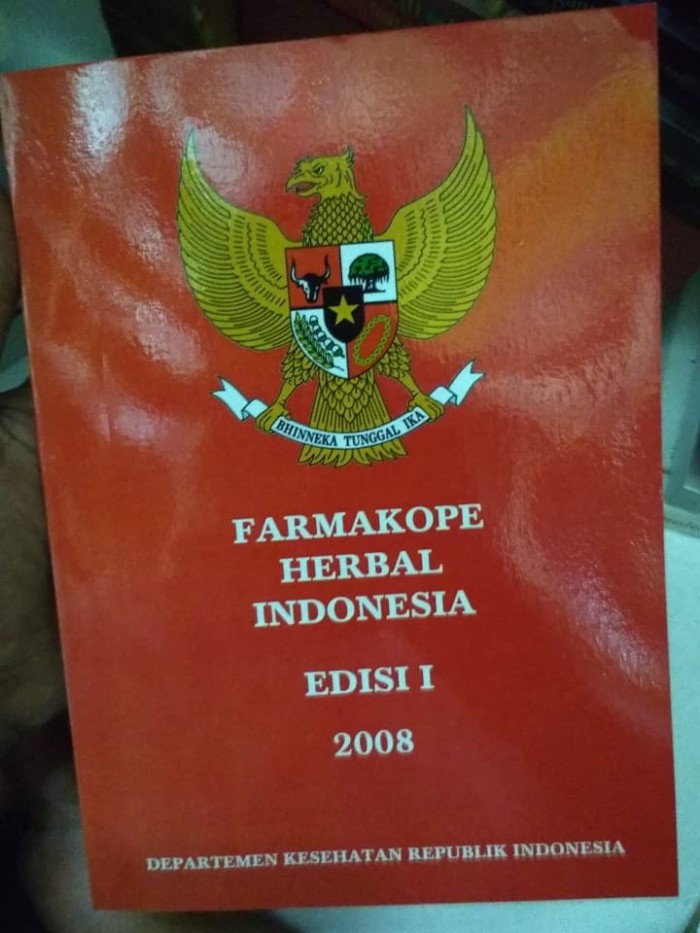 BHINNEKA TUNGGAL IKA
FARMAKOPE
HERBAL
INDONESIA
EDISI I
2008
DEPARTEMEN KESEHATAN REPUBLIK INDONESIA